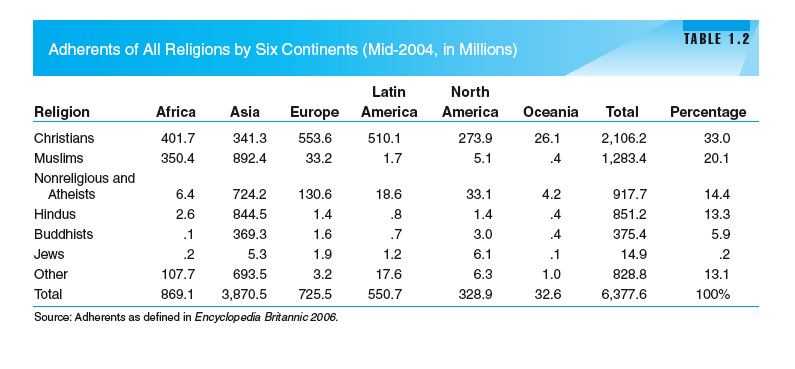 TABLE 1.2
Adherents of All Religions by Six Continents (Mid-2004, in Millions)
Latin North
Religion Africa Asia Europe America America Oceania Total Percentage
Christians 401.7 341.3 553.6 510.1 273.9 26.1 2,106.2 33.0
Muslims 350.4 892.4 33.2 1.7 5.1 .4 1,283.4 20.1
Nonreligious and
Atheists 6.4 724.2 130.6 18.6 33.1 4.2 917.7 14.4
Hindus 2.6 844.5 1.4 .8 1.4 .4 851.2 13.3
Buddhists .1 369.3 1.6 .7 3.0 .4 375.4 5.9
Jews .2 5.3 1.9 1.2 6.1 .1 14.9 .2
Other 107.7 693.5 3.2 17.6 6.3 1.0 828.8 13.1
Total 869.1 3,870.5 725.5 550.7 328.9 32.6 6,377.6 100%
Source: Adherents as defined in Encyclopedia Britannic 2006.